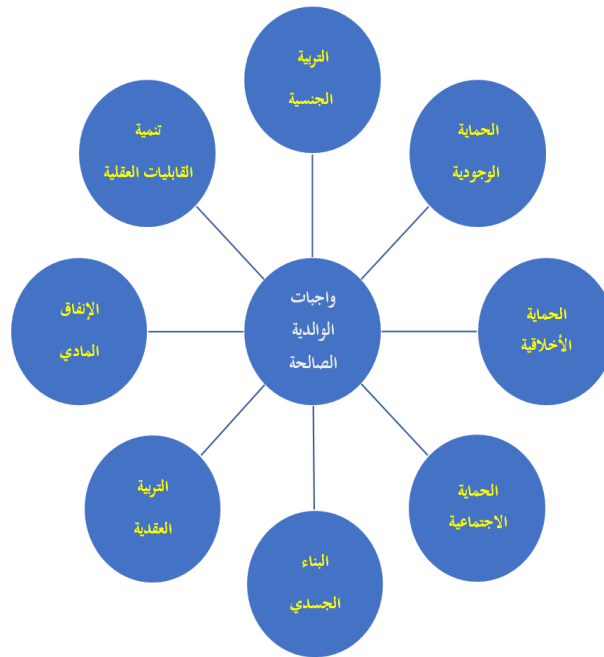 التربية
الجنسية
الحماية
الوجودية
تنمية
القابليات العقلية
واجبات
الوالدية
الصالحة
الحماية
الأخلاقية
الإنفاق
المادي
الحماية
الاجتماعية
التربية
العقدية
البناء
الجسدي